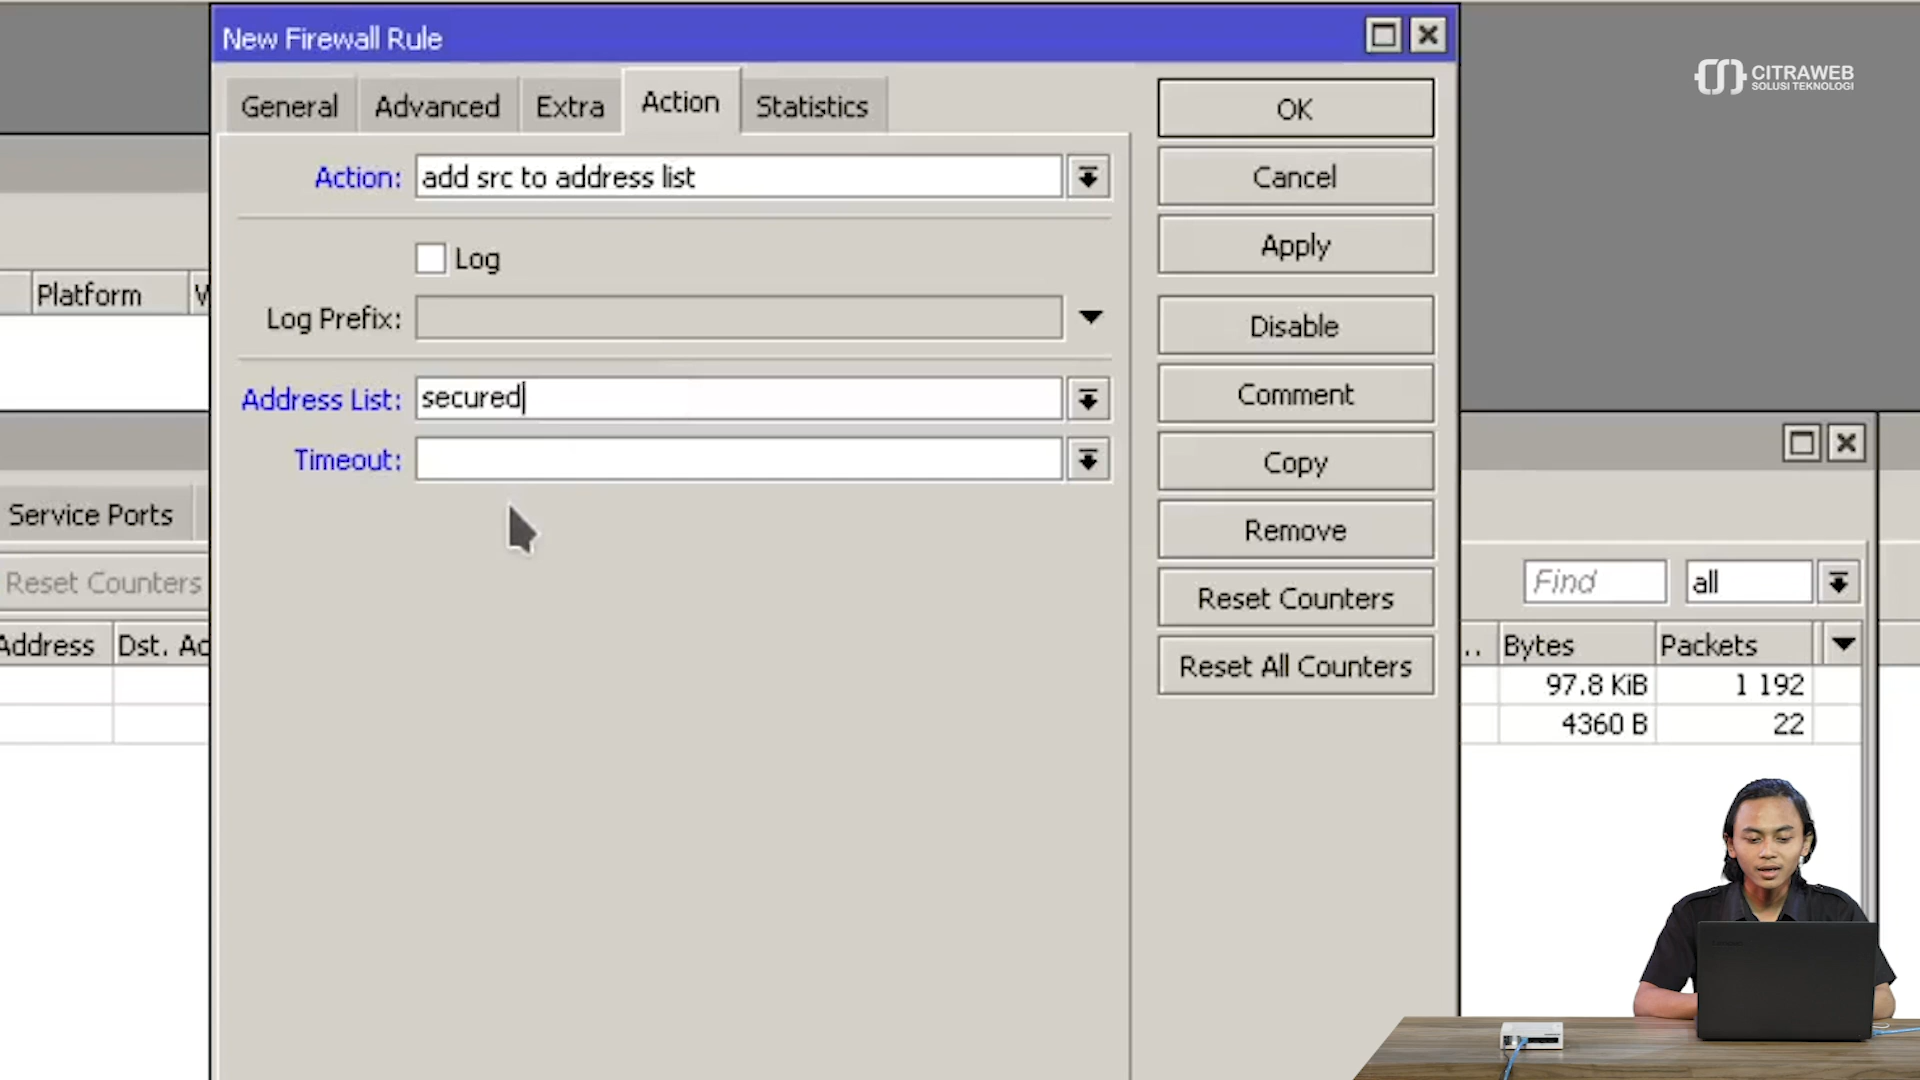 New Firewall Rule
CITRAWEB
SOLUSI TEKNOLOGI
General
Advanced
Extra
Action
Statistics
OK
Action:
add src to address list
Cancel
Log
Apply
Platform
Log Prefix:
Disable
Address List:
secured
Comment
Timeout:
Copy
Service Ports
Remove
Reset Counters
Find
all
Reset Counters
Address
Dst. Ad
Reset All Counters
..
Bytes
Packets
97.8 KiB
1 192
4360 B
22